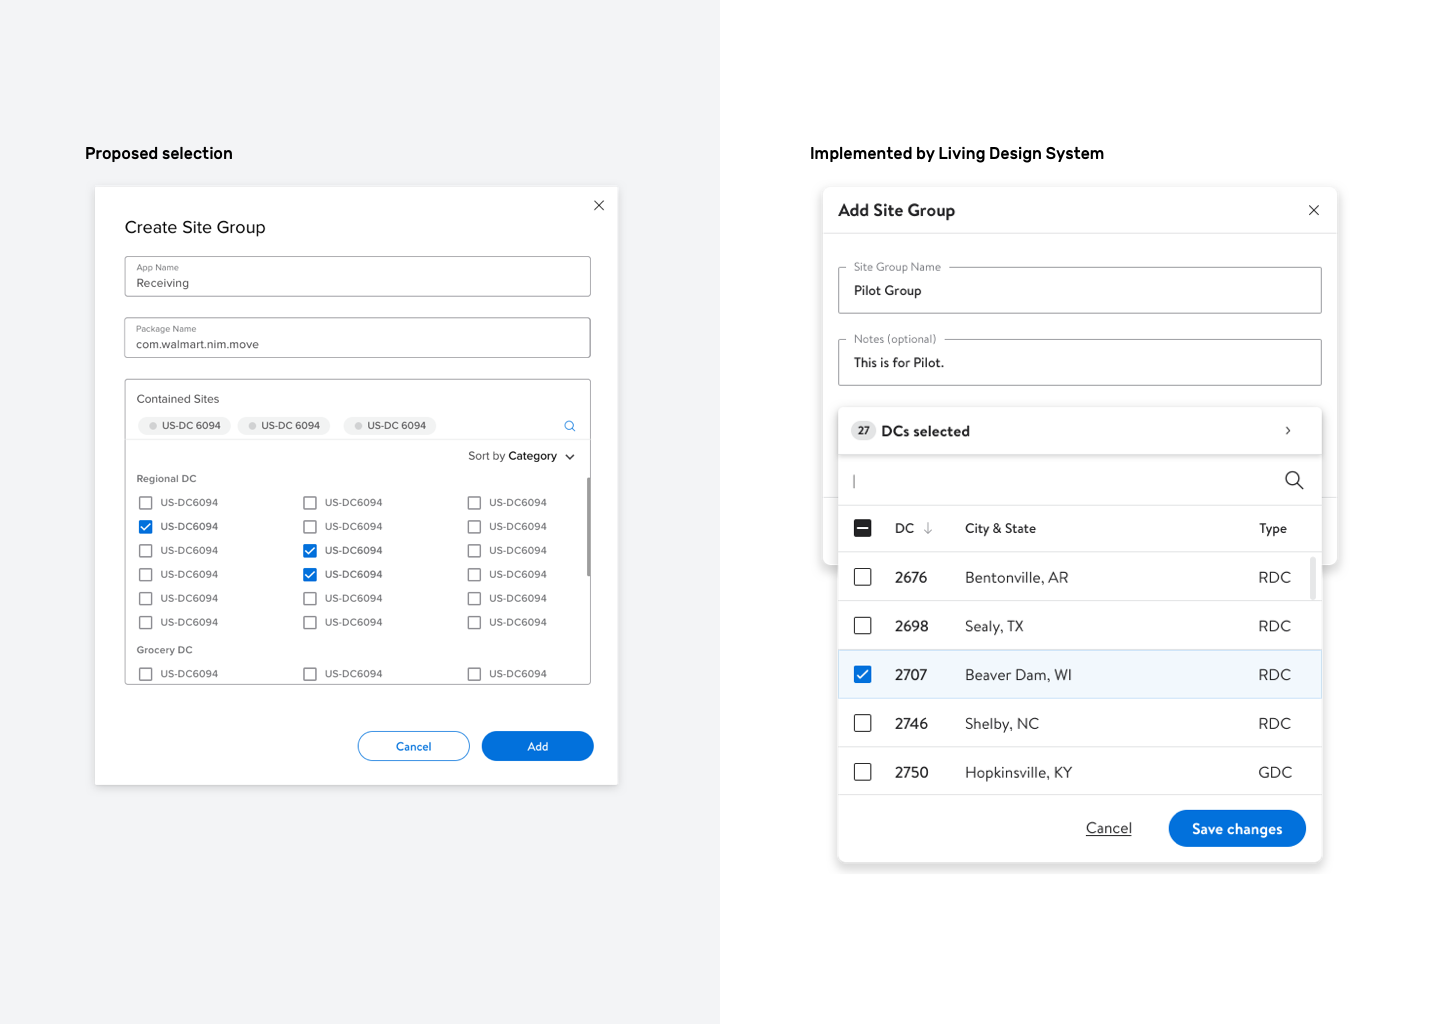 Proposed selection
Create Site Group
App Name
Receiving
Package Name
com.walmart.nim.move
Contained Sites
US-DC 6094 US-DC 6094 US-DC 6094
Sort by Category
Regional DC
US-DC6094 US-DC6094 US-DC6094
US-DC6094 US-DC6094 US-DC6094
US-DC6094 US-DC6094 US-DC6094
US-DC6094 US-DC6094 US-DC6094
US-DC6094 US-DC6094 US-DC6094
US-DC6094 US-DC6094 US-DC6094
Grocery DC
US-DC6094 US-DC6094 US-DC6094
Cancel Add
Implemented by Living Design System
Add Site Group
Site Group Name
Pilot Group
Notes (optional)
This is for Pilot.
27 DCs selected
DC City & State Type
2676 Bentonville, AR RDC
2698 Sealy, TX RDC
2707 Beaver Dam, WI RDC
2746 Shelby, NC RDC
2750 Hopkinsville, KY GDC
Cancel Save changes